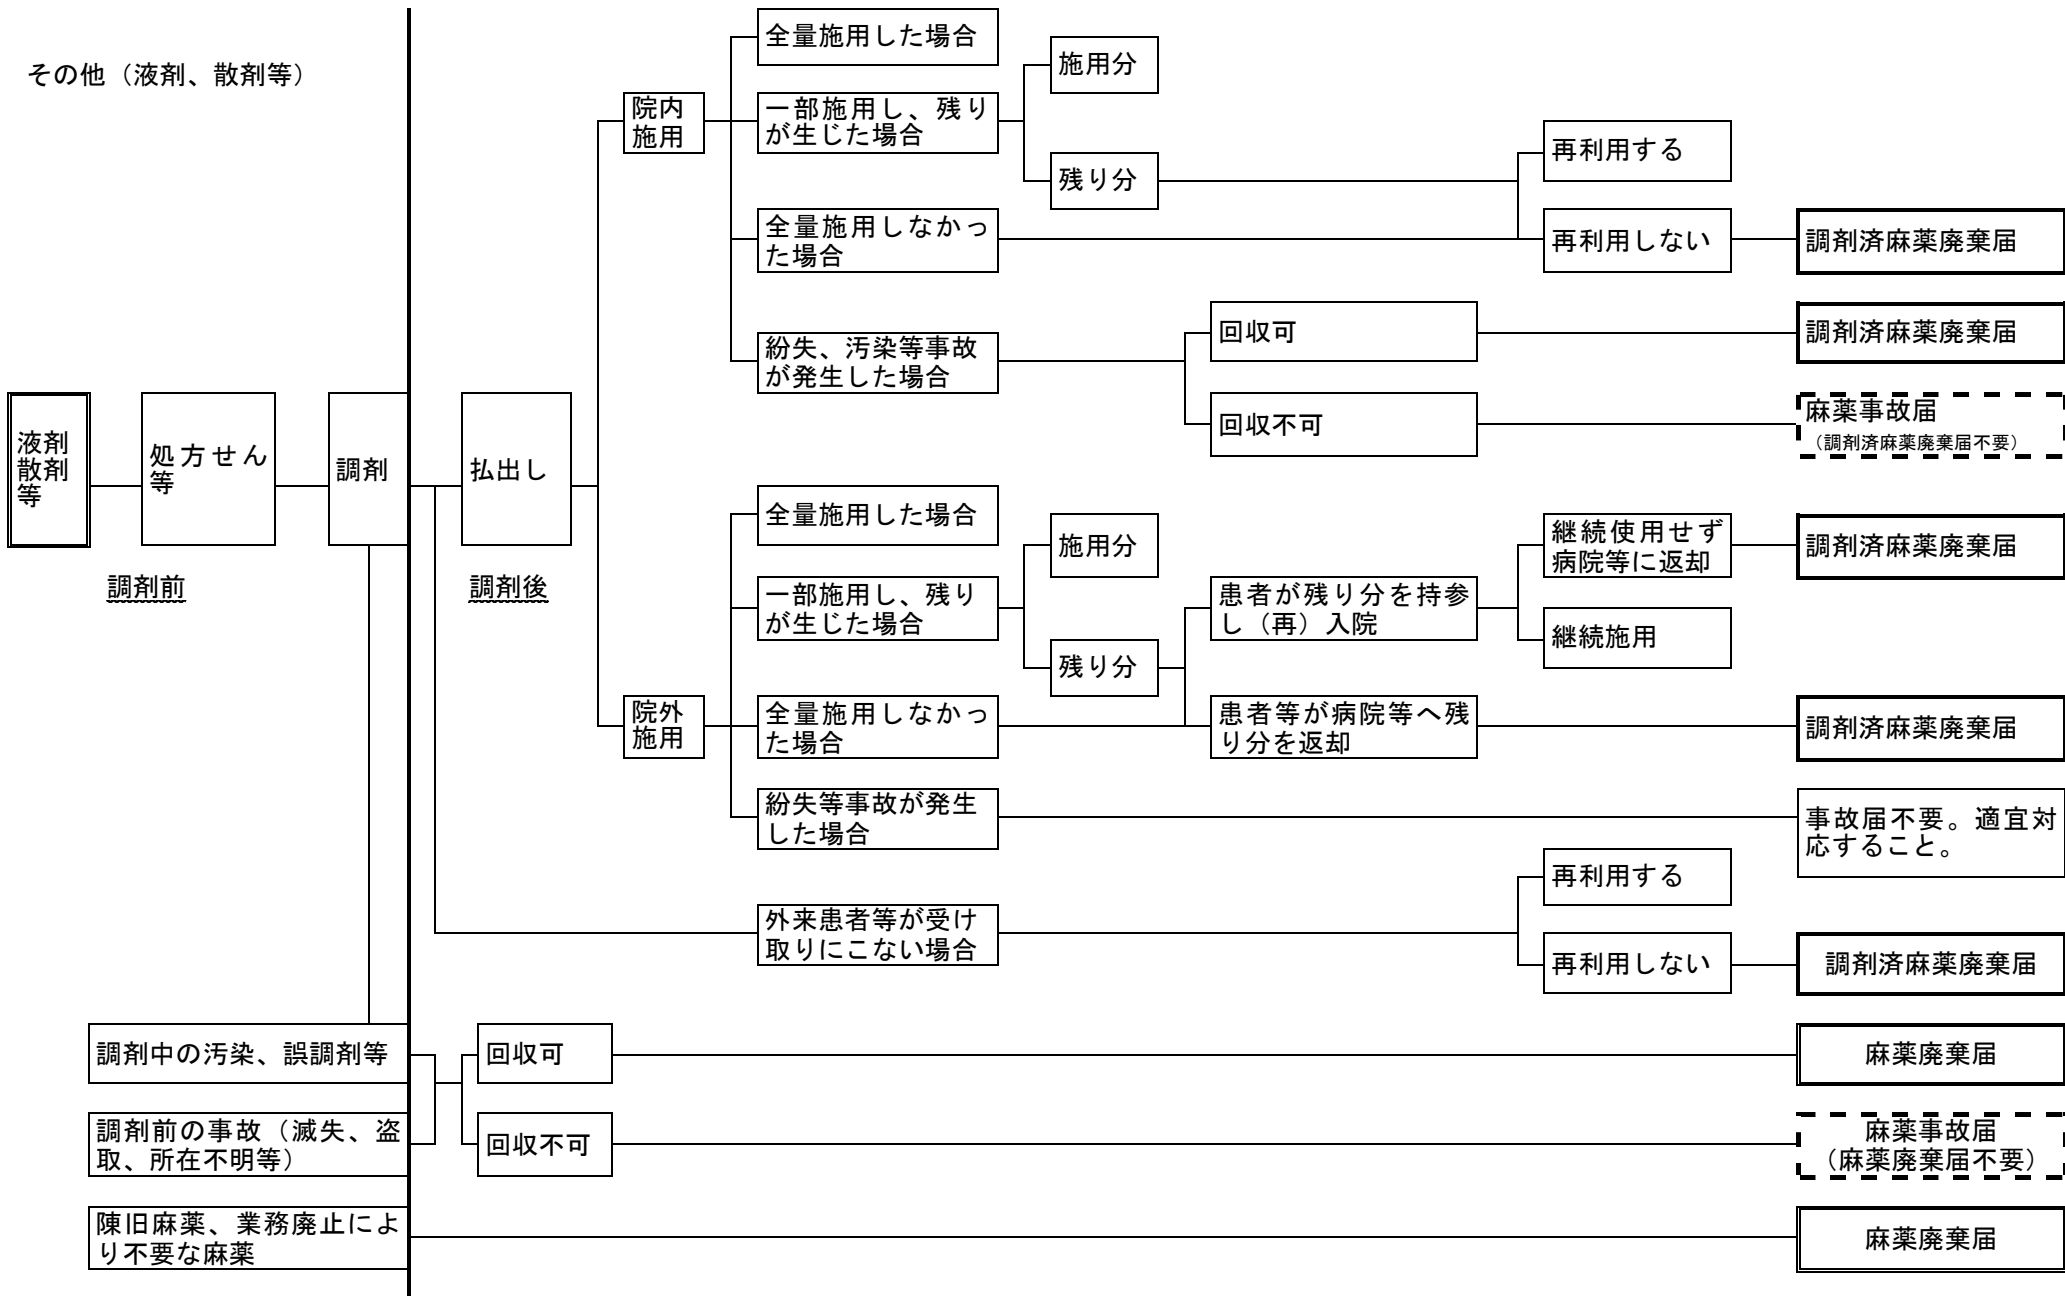 その他（液剤、散剤等）
全量施用した場合
施用分
院内
施用
一部施用し、残り
が生じた場合
再利用する
残り分
全量施用しなかっ
た場合
再利用しない
調剤済麻薬廃棄届
紛失、汚染等事故
が発生した場合
回収可
調剤済麻薬廃棄届
回収不可
麻薬事故届
（調剤済麻薬廃棄届不要）
液剤
散剤
等
処方せん
等
調剤
払出し
調剤前
調剤後
全量施用した場合
施用分
継続使用せず
病院等に返却
調剤済麻薬廃棄届
一部施用し、残り
が生じた場合
患者が残り分を持参
し（再）入院
継続施用
残り分
院外
施用
全量施用しなかっ
た場合
患者等が病院等へ残
り分を返却
調剤済麻薬廃棄届
紛失等事故が発生
した場合
事故届不要。適宜対
応すること。
再利用する
外来患者等が受け
取りにこない場合
再利用しない
調剤済麻薬廃棄届
調剤中の汚染、誤調剤等
回収可
麻薬廃棄届
調剤前の事故（滅失、盗
取、所在不明等）
回収不可
麻薬事故届
（麻薬廃棄届不要）
陳旧麻薬、業務廃止によ
り不要な麻薬
麻薬廃棄届